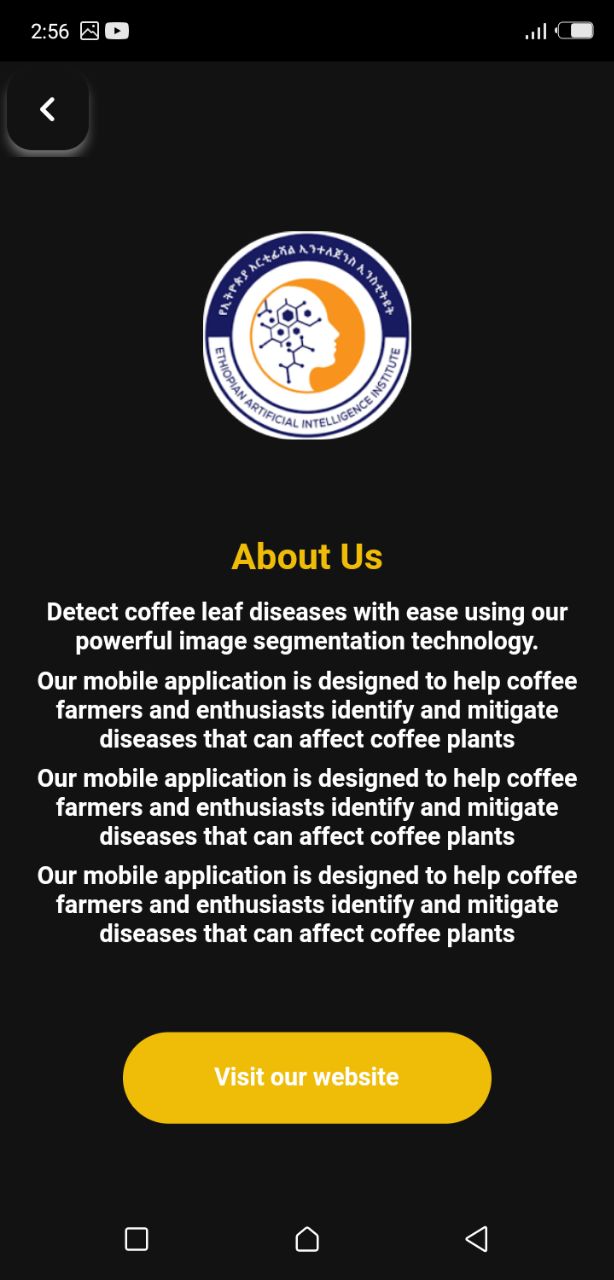 2:56
የኢትዮጵያ አርቲፊሻል ኢንተለጀንስ ኢንስቲትዩት
ETHIOPIAN ARTIFICIAL INTELLIGENCE INSTITUTE
About Us
Detect coffee leaf diseases with ease using our
powerful image segmentation technology.
Our mobile application is designed to help coffee
farmers and enthusiasts identify and mitigate
diseases that can affect coffee plants
Our mobile application is designed to help coffee
farmers and enthusiasts identify and mitigate
diseases that can affect coffee plants
Our mobile application is designed to help coffee
farmers and enthusiasts identify and mitigate
diseases that can affect coffee plants
Visit our website